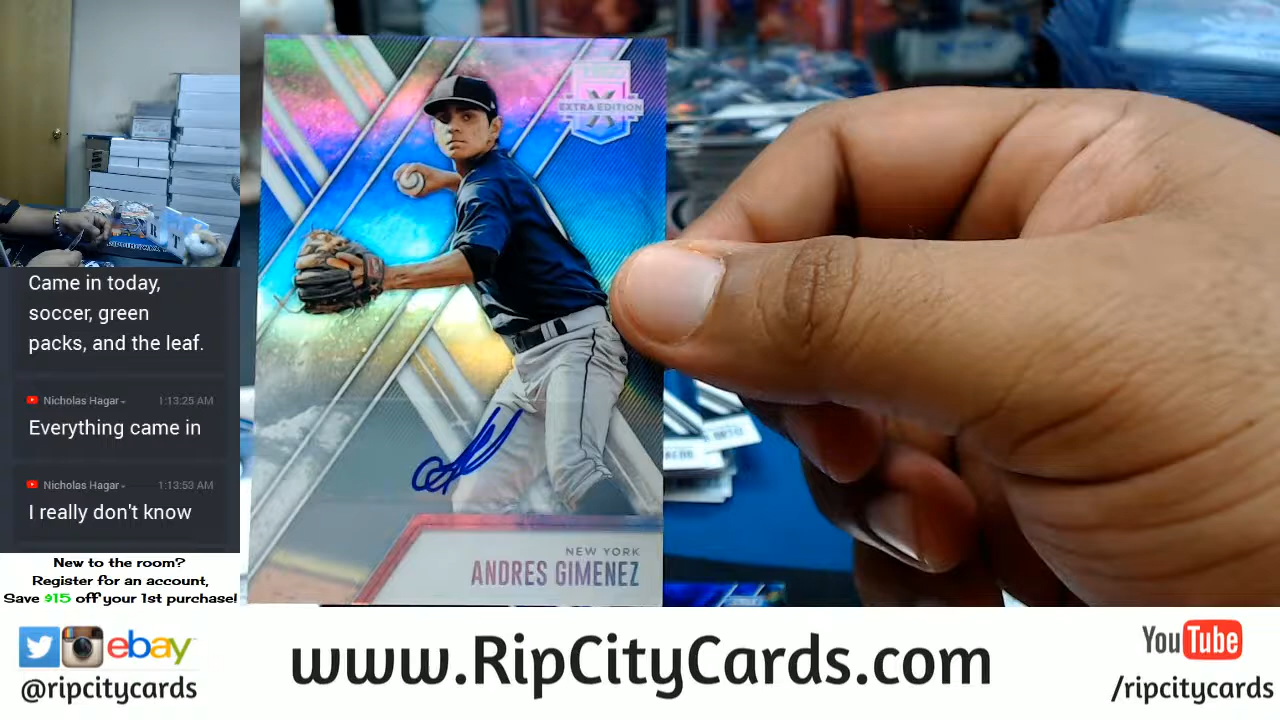 Came in today,
soccer, green
packs, and the leaf.
Nicholas Hagar
1:13:25 AM
Everything came in
Nicholas Hagar
1:13:53 AM
I really don't know
New to the room?
Register for an account,
Save $15 off your 1st purchase!
EXTRA EDITION
X
NEW YORK
ANDRES GIMENEZ
ebay
@ripcitycards
www.RipCityCards.com
YouTube
/ripcitycards